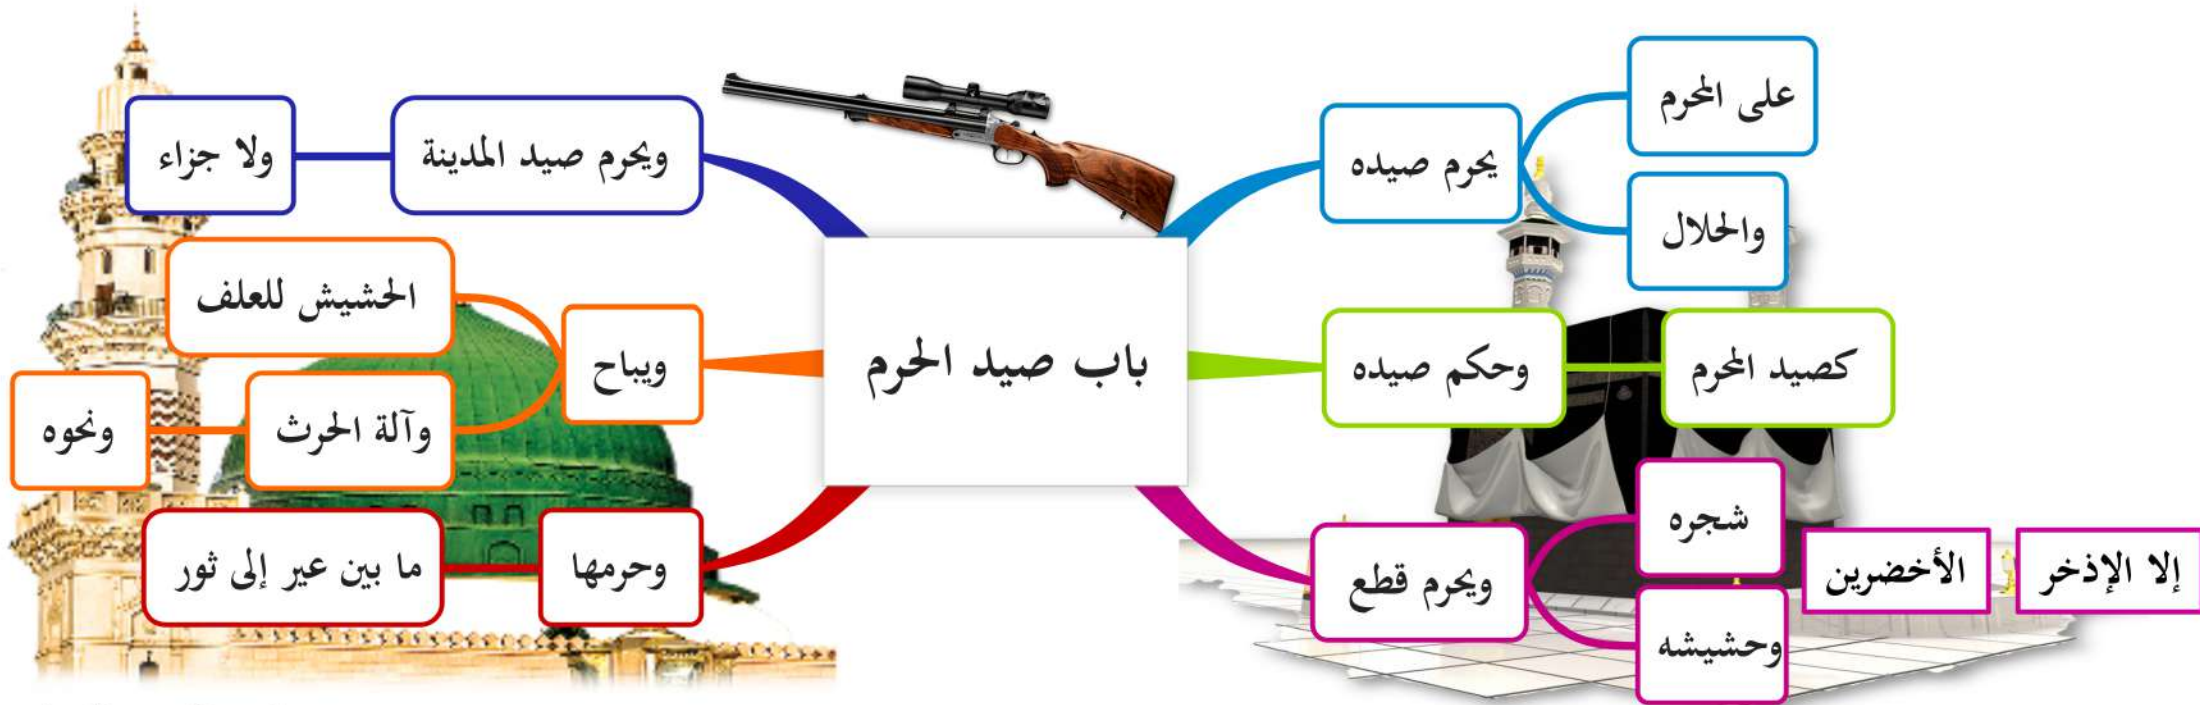 باب صيد الحرم
يحرم صيده
على المحرم
والحلال
وحكم صيده
كصيد المحرم
ويحرم قطع
شجره
وحشيشه
الأخضرين
إلا الإذخر
ويحرم صيد المدينة
ولا جزاء
ويباح
الحشيش للعلف
وآلة الحرث
ونحوه
وحرمها
ما بين عير إلى ثور